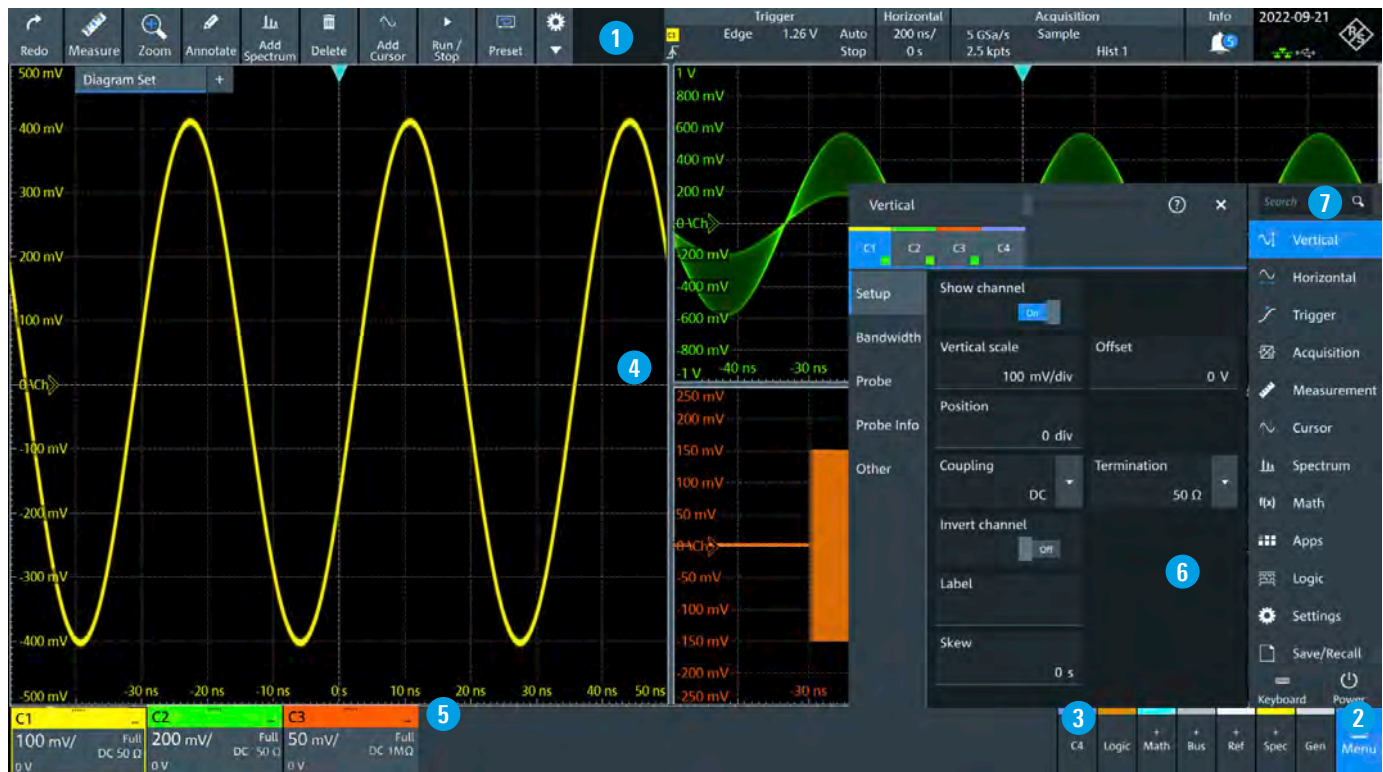 Redo
Measure
Zoom
Annotate
Add Spectrum
Delete
Add Cursor
Run / Stop
Preset
1
Trigger
C1
Edge 1.26 V Auto
Stop
Horizontal
200 ns/
0 s
Acquisition
5 GSa/s Sample
2.5 kpts Hist 1
Info
5
2022-09-21
R&S
Diagram Set +
500 mV
400 mV
300 mV
200 mV
100 mV
-100 mV
-200 mV
-300 mV
-400 mV
-500 mV
-30 ns -20 ns -10 ns 0 s 10 ns 20 ns 30 ns 40 ns 50 ns
4
1 V
800 mV
600 mV
400 mV
200 mV
-200 mV
-400 mV
-600 mV
-800 mV
-1 V
-40 ns -30 ns
250 mV
200 mV
100 mV
50 mV
-50 mV
-100 mV
-150 mV
-200 mV
-250 mV
-30 ns
Vertical ? ×
C1 C2 C3 C4
Setup
Bandwidth
Probe
Probe Info
Other
Show channel
On
Vertical scale
100 mV/div
Offset
0 V
Position
0 div
Coupling
DC
Termination
50 Ω
Invert channel
Off
Label
Skew
0 s
6
Search 7
Vertical
Horizontal
Trigger
Acquisition
Measurement
Cursor
Spectrum
f(x) Math
Apps
Logic
Settings
Save/Recall
Keyboard Power
C1
100 mV/ Full
DC 50 Ω
0 V
C2
200 mV/ Full
DC 50 Ω
0 V
C3
50 mV/ Full
DC 1MΩ
0 V
5
3
C4
Logic
+ Math
+ Bus
+ Ref
+ Spec
Gen
2
Menu